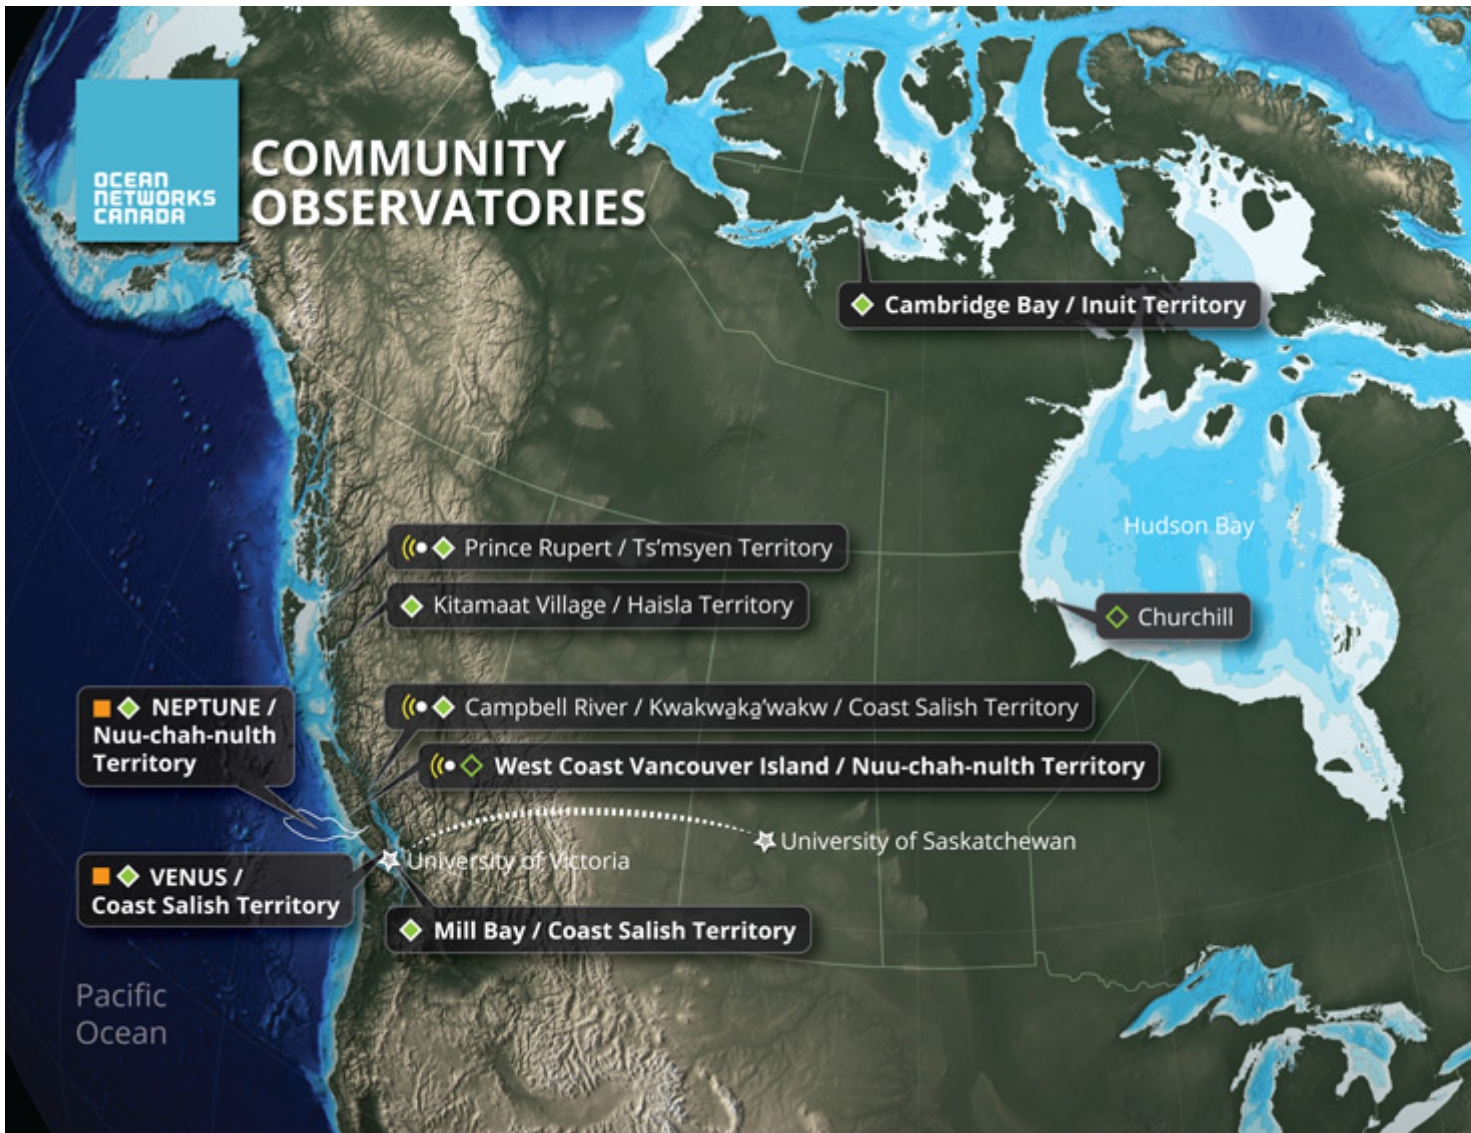 OCEAN
NETWORKS
CANADA
COMMUNITY
OBSERVATORIES
Cambridge Bay / Inuit Territory
Hudson Bay
Prince Rupert / Ts'msyen Territory
Kitamaat Village / Haisla Territory
Churchill
NEPTUNE /
Nuu-chah-nulth
Territory
Campbell River / Kwakwa̱ka̱'wakw / Coast Salish Territory
West Coast Vancouver Island / Nuu-chah-nulth Territory
University of Saskatchewan
University of Victoria
VENUS /
Coast Salish Territory
Mill Bay / Coast Salish Territory
Pacific
Ocean